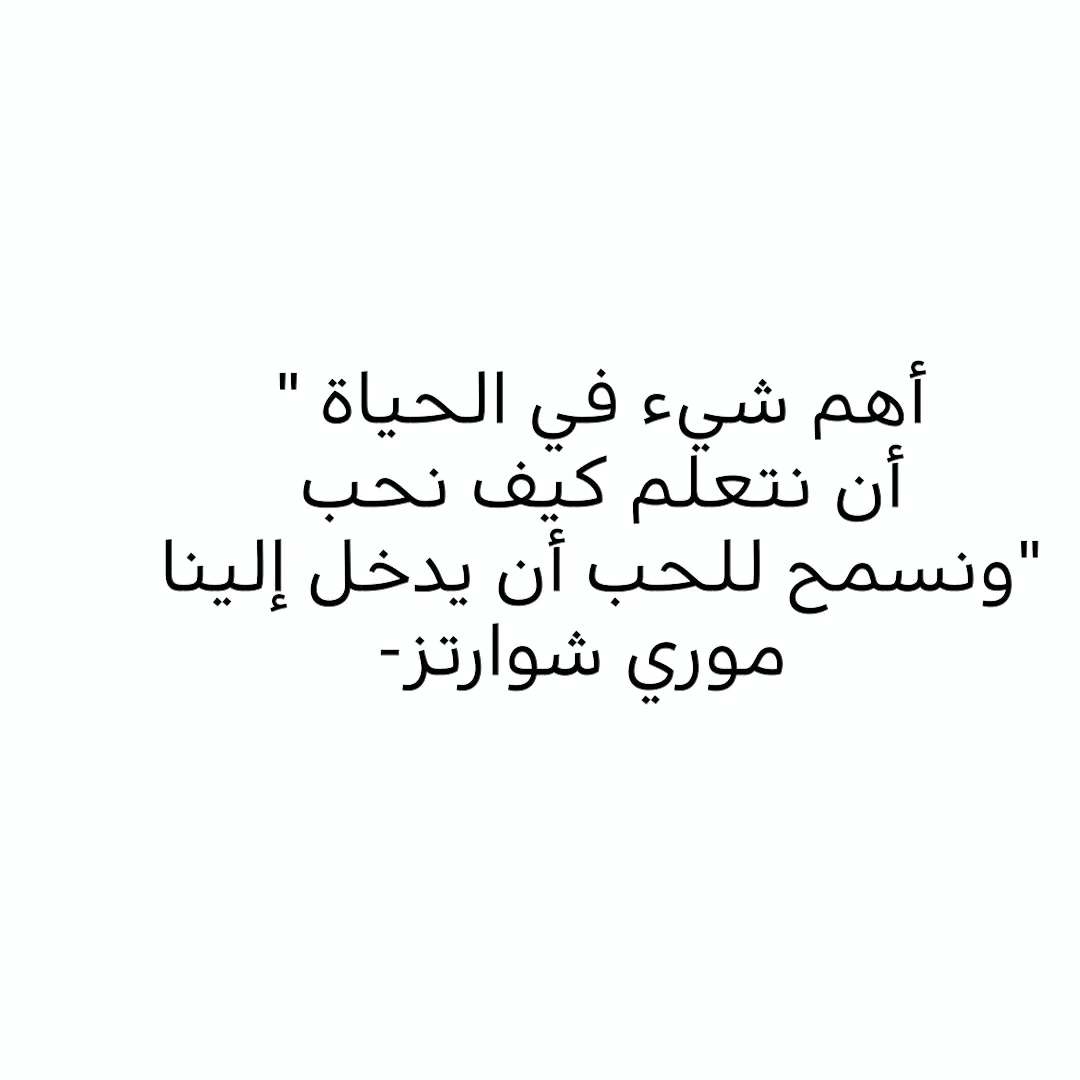 أهم شيء في الحياة "
أن نتعلم كيف نحب
"ونسمح للحب أن يدخل إلينا
موري شوارتز-